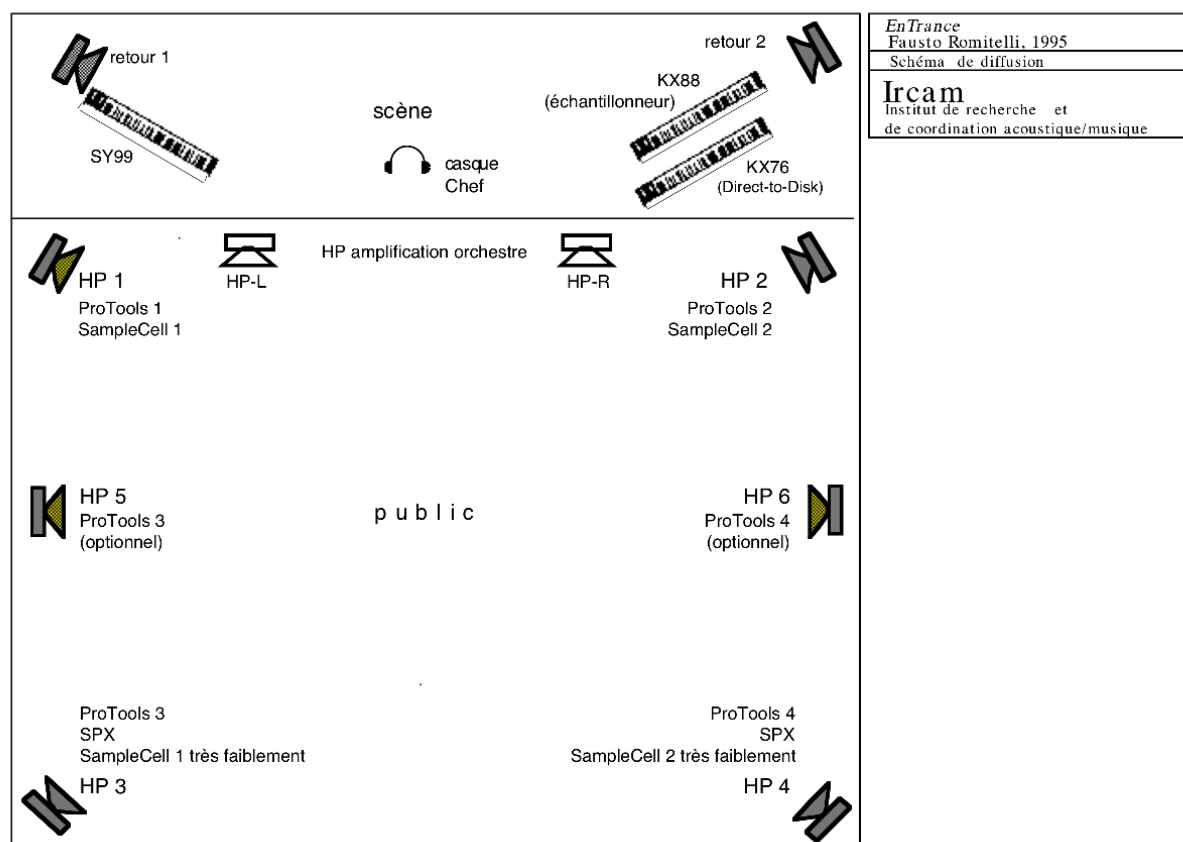 retour 1
retour 2
EnTrance
Fausto Romitelli, 1995
Schéma de diffusion
Ircam
Institut de recherche et
de coordination acoustique/musique
KX88
(échantillonneur)
scène
SY99
casque
Chef
KX76
(Direct-to-Disk)
HP amplification orchestre
HP 1
HP-L
HP-R
HP 2
ProTools 1
SampleCell 1
ProTools 2
SampleCell 2
HP 5
ProTools 3
(optionnel)
public
HP 6
ProTools 4
(optionnel)
ProTools 3
SPX
SampleCell 1 très faiblement
HP 3
ProTools 4
SPX
SampleCell 2 très faiblement
HP 4